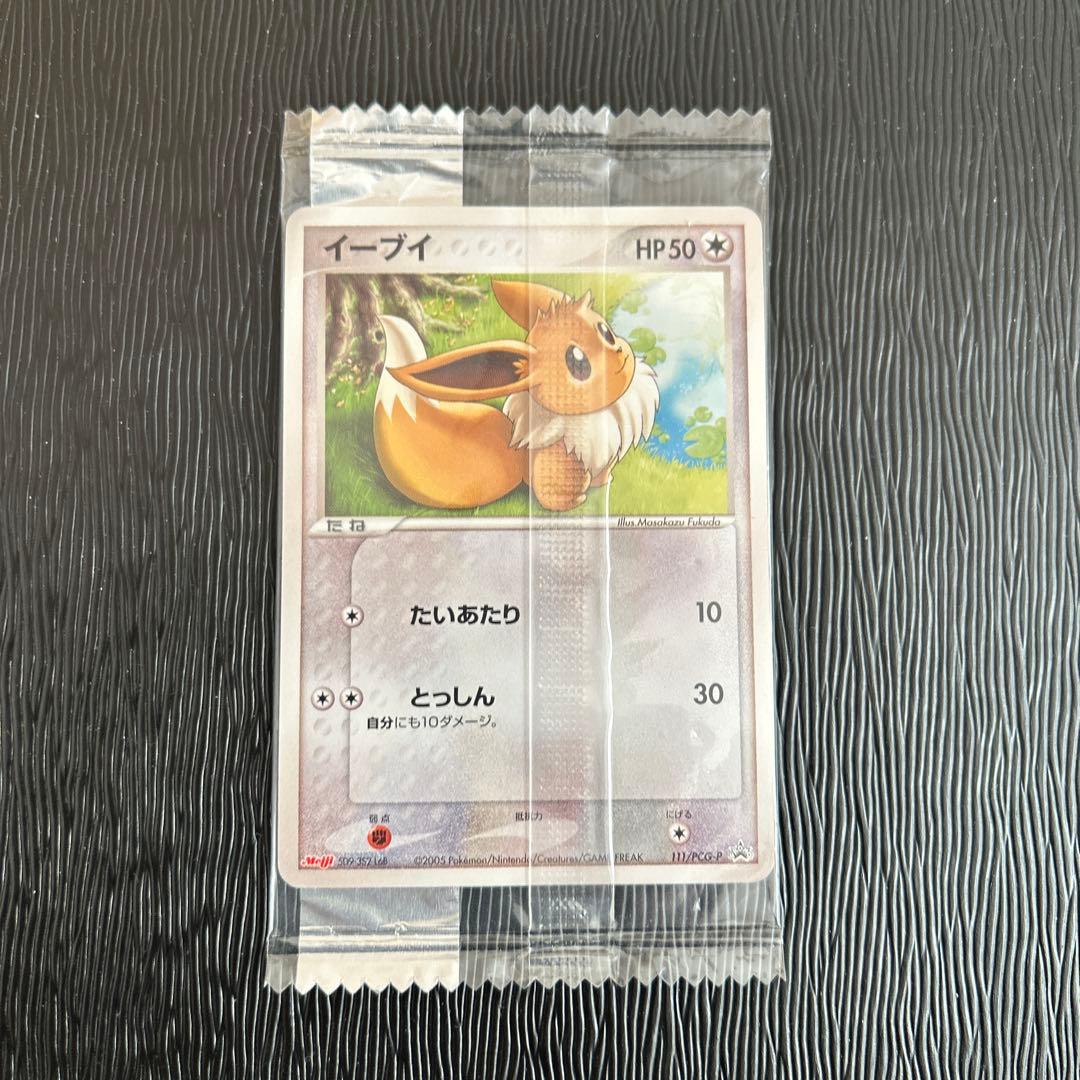 イーブイ HP50
たね Illus.Masakazu Fukuda
たいあたり 10
とっしん 30
自分にも10ダメージ。
弱点 抵抗力 にげる
Meiji ©2005 Pokémon/Nintendo/Creatures/GAME FREAK 111/PCG-P